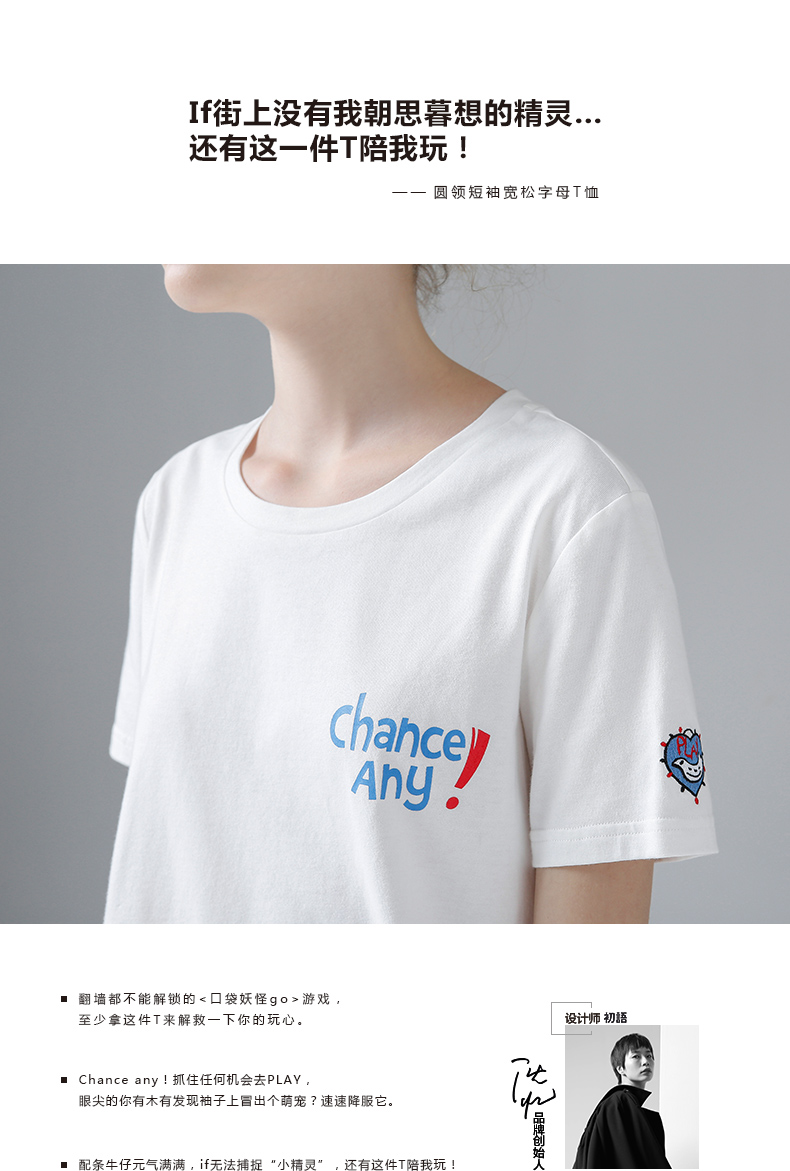 If街上没有我朝思暮想的精灵...
还有这一件T陪我玩！
—— 圆领短袖宽松字母T恤
Chance
Any!
PLAY
■ 翻墙都不能解锁的<口袋妖怪go>游戏，
至少拿这件T来解救一下你的玩心。
■ Chance any！抓住任何机会去PLAY，
眼尖的你有木有发现袖子上冒出个萌宠？速速降服它。
■ 配条牛仔元气满满，if无法捕捉“小精灵”，还有这件T陪我玩！
设计师 初語
品牌创始人